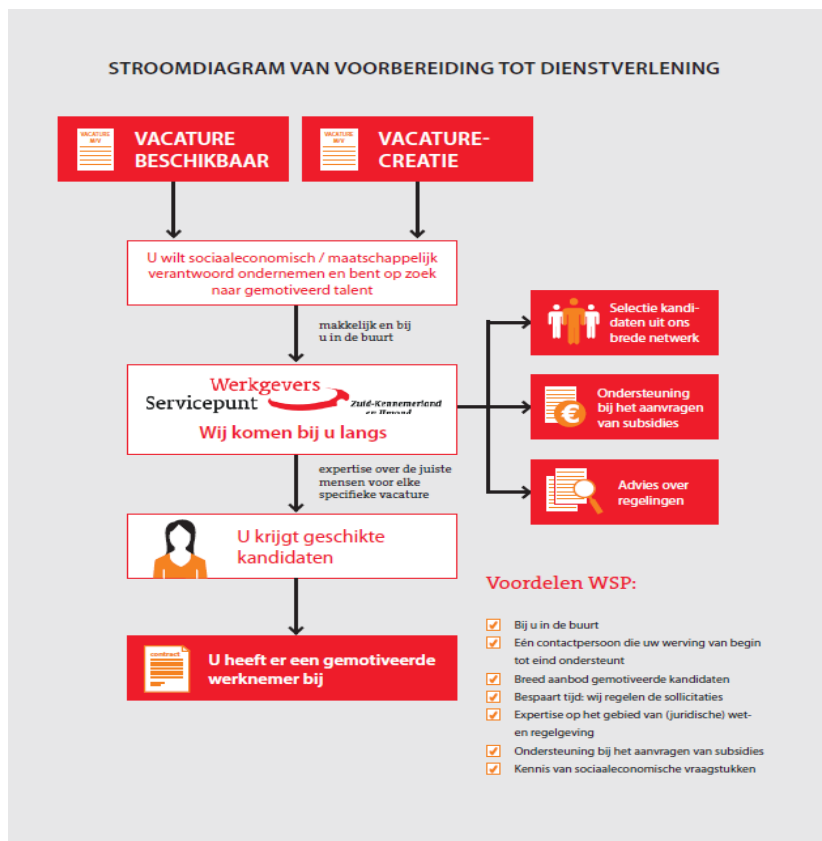 STROOMDIAGRAM VAN VOORBEREIDING TOT DIENSTVERLENING
VACATURE
M/V
VACATURE
BESCHIKBAAR
VACATURE
M/V
VACATURE-
CREATIE
U wilt sociaaleconomisch / maatschappelijk
verantwoord ondernemen en bent op zoek
naar gemotiveerd talent
makkelijk en bij
u in de buurt
Werkgevers
Servicepunt
Zuid-Kennemerland
en IJmond
Wij komen bij u langs
Selectie kandi-
daten uit ons
brede netwerk
Ondersteuning
bij het aanvragen
van subsidies
€
Advies over
regelingen
expertise over de juiste
mensen voor elke
specifieke vacature
U krijgt geschikte
kandidaten
contract
U heeft er een gemotiveerde
werknemer bij
Voordelen WSP:
Bij u in de buurt
Eén contactpersoon die uw werving van begin
tot eind ondersteunt
Breed aanbod gemotiveerde kandidaten
Bespaart tijd: wij regelen de sollicitaties
Expertise op het gebied van (juridische) wet-
en regelgeving
Ondersteuning bij het aanvragen van subsidies
Kennis van sociaaleconomische vraagstukken